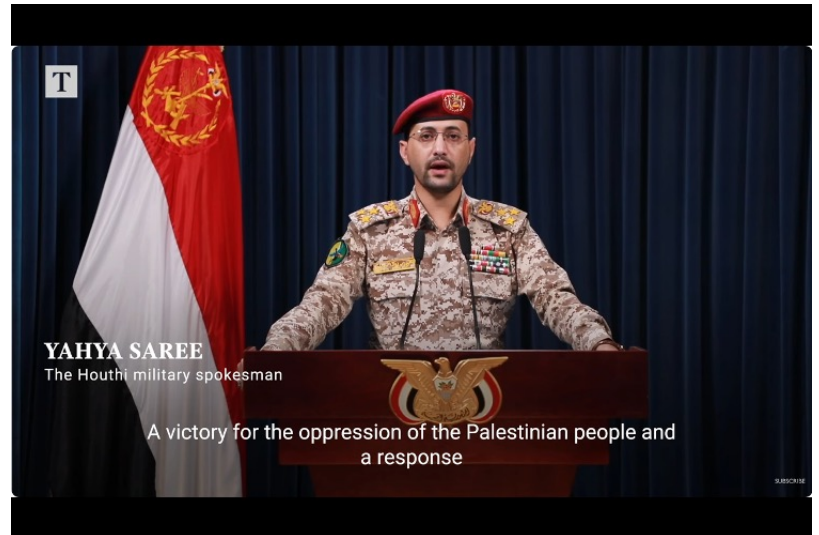 T
YAHYA SAREE
The Houthi military spokesman
A victory for the oppression of the Palestinian people and
a response
SUBSCRIBE